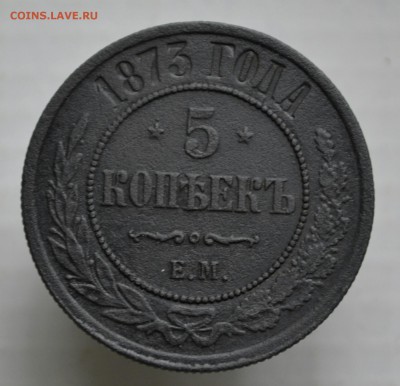 COINS.LAVE.RU
1873 ГОДА
* 5 *
КОПѢЕКЪ
Е.М.